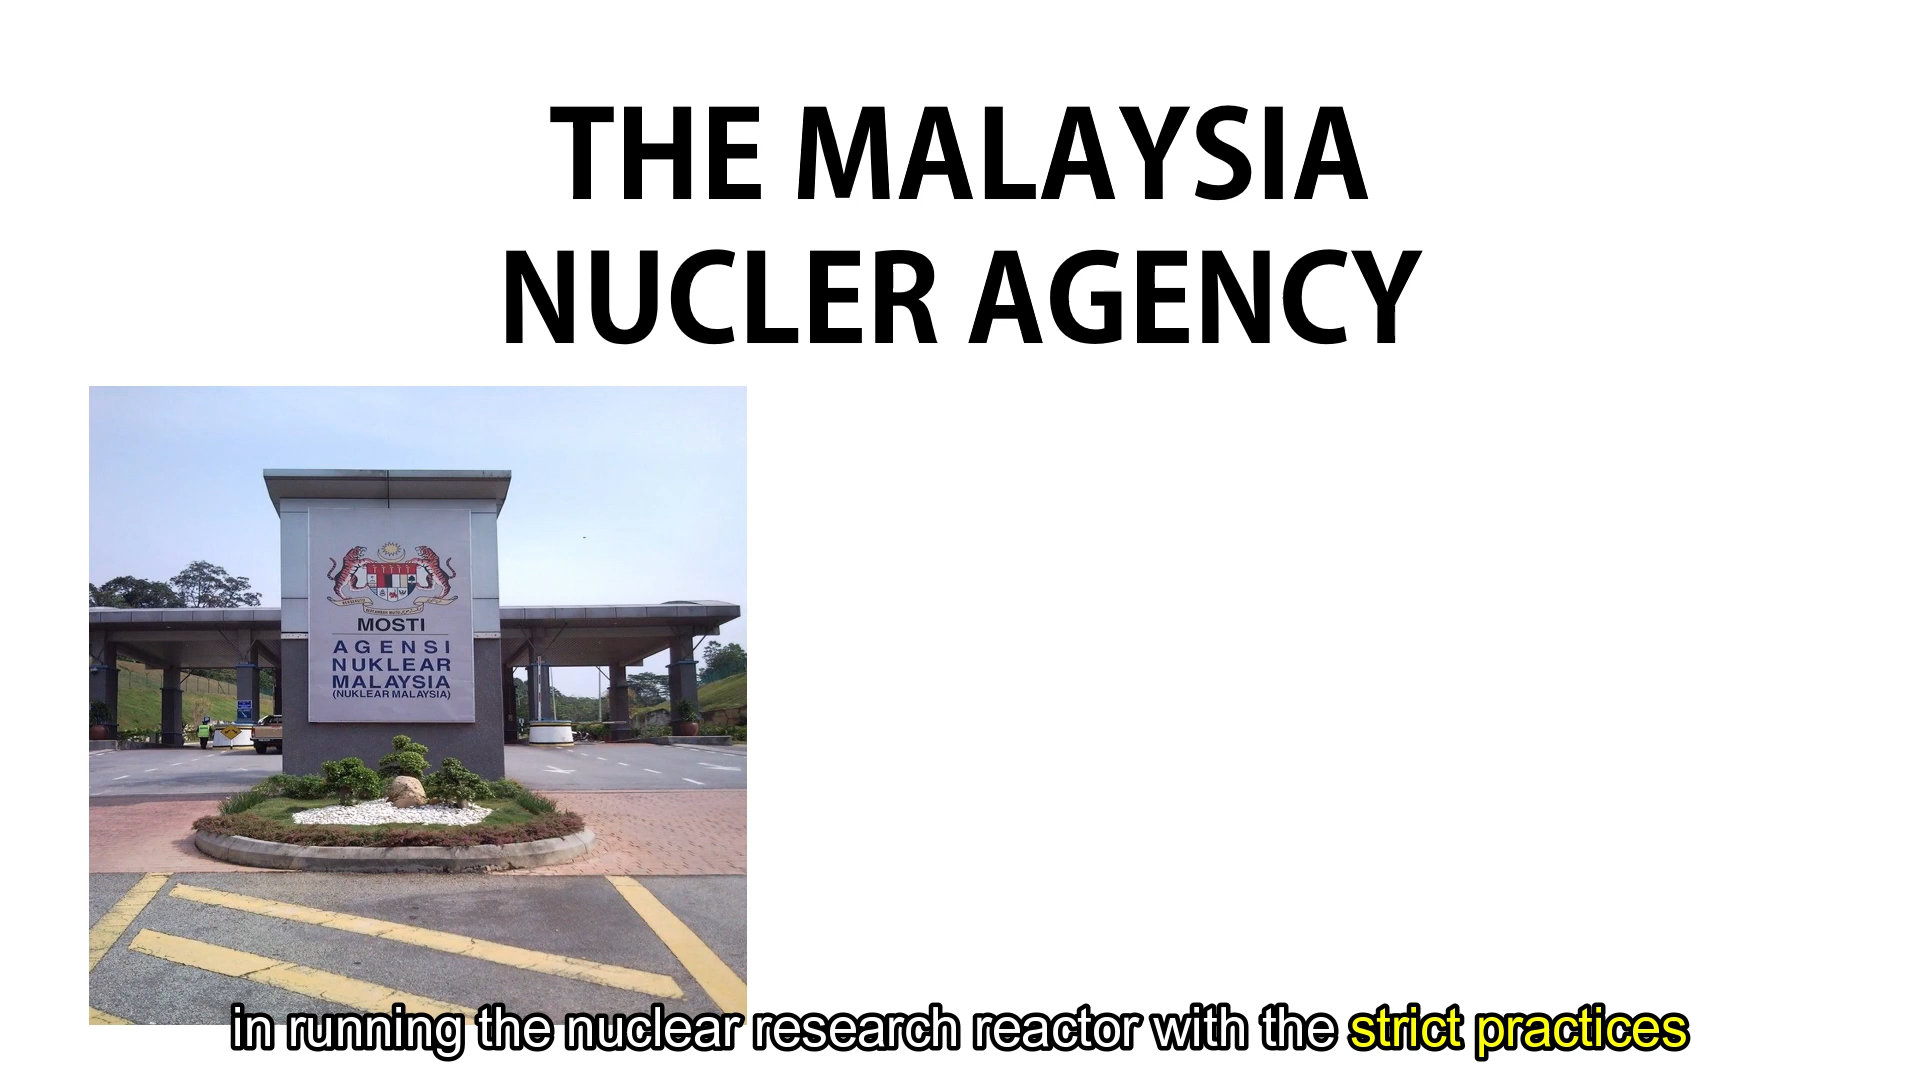 THE MALAYSIA
NUCLER AGENCY
MOSTI
AGENSI
NUKLEAR
MALAYSIA
(NUKLEAR MALAYSIA)
in running the nuclear research reactor with the strict practices